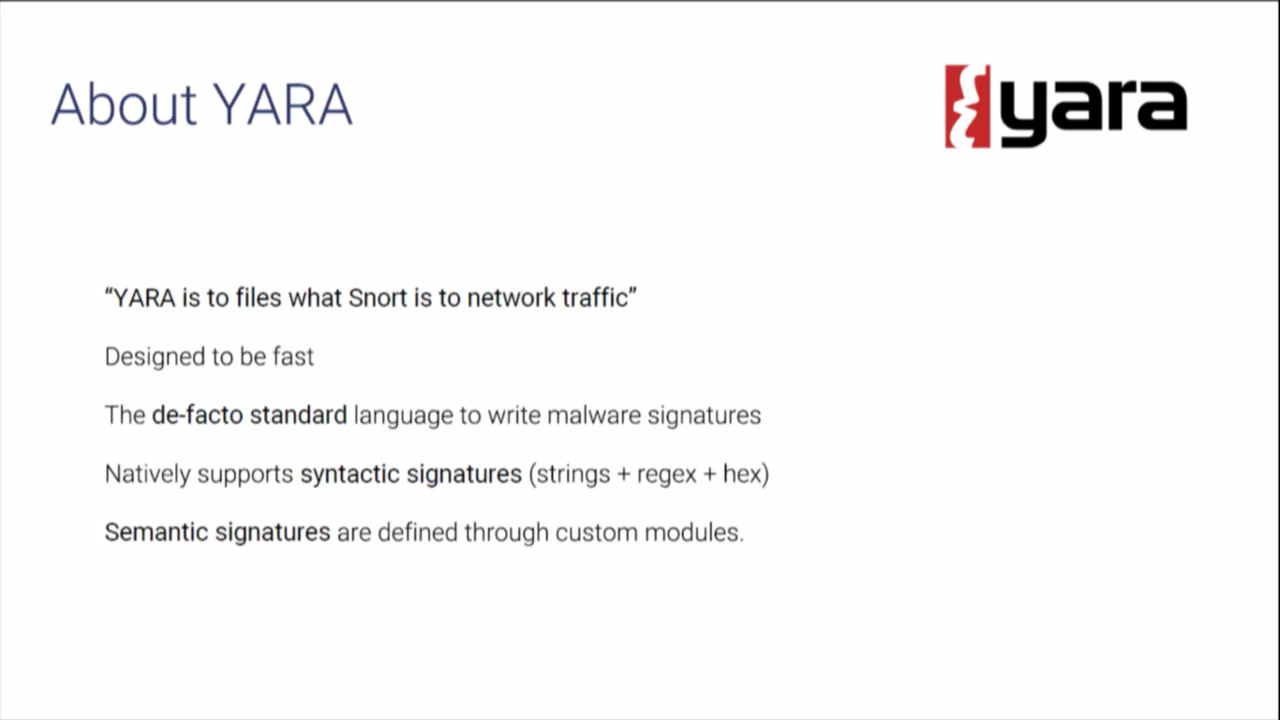 About YARA
yara
“YARA is to files what Snort is to network traffic”
Designed to be fast
The de-facto standard language to write malware signatures
Natively supports syntactic signatures (strings + regex + hex)
Semantic signatures are defined through custom modules.